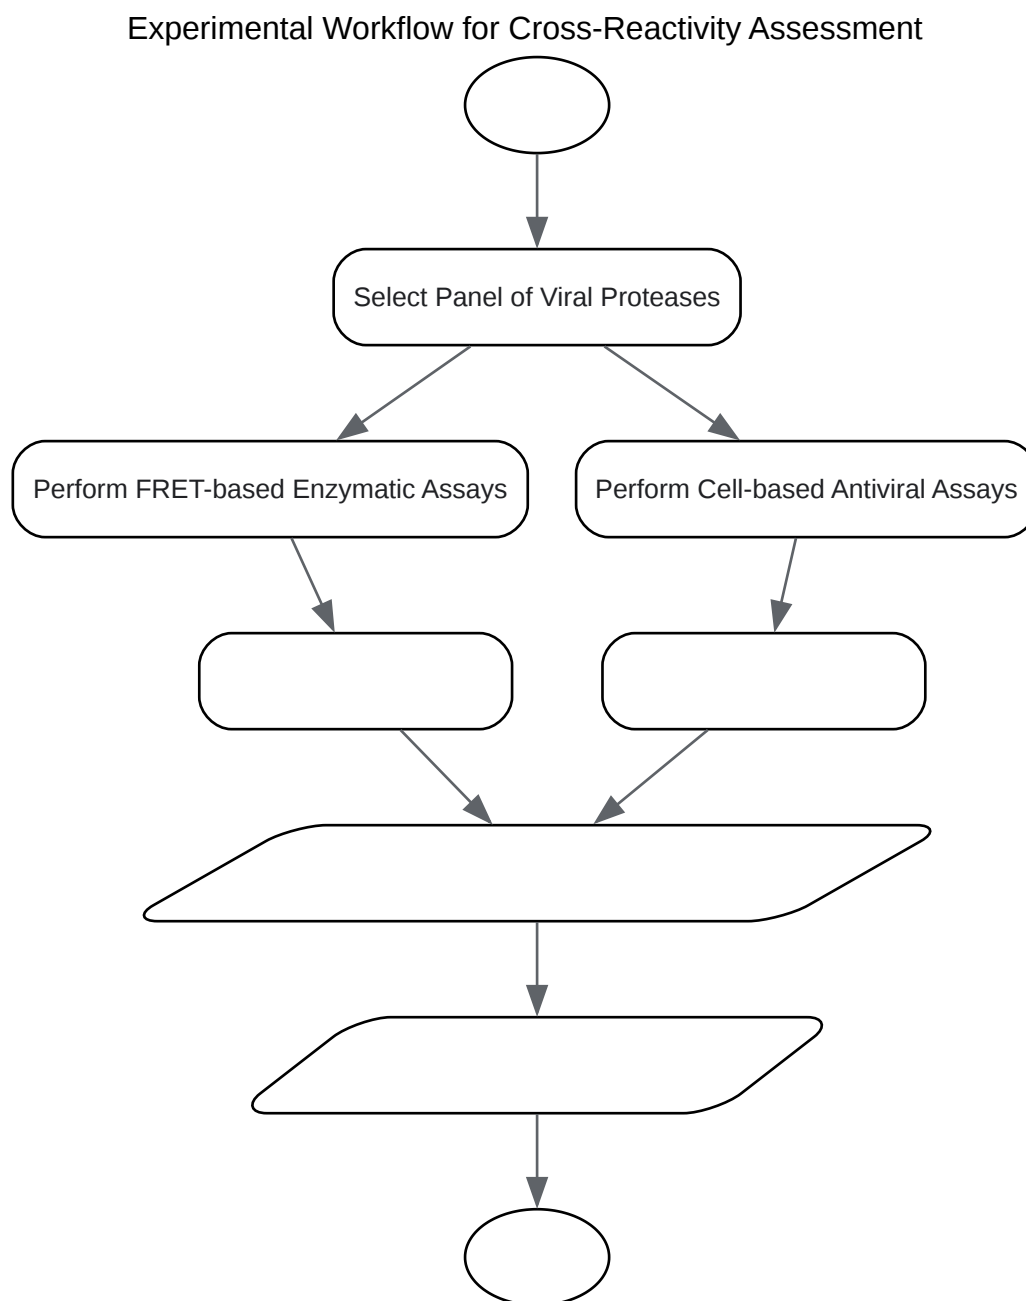 Experimental Workflow for Cross-Reactivity Assessment
Select Panel of Viral Proteases
Perform FRET-based Enzymatic Assays
Perform Cell-based Antiviral Assays